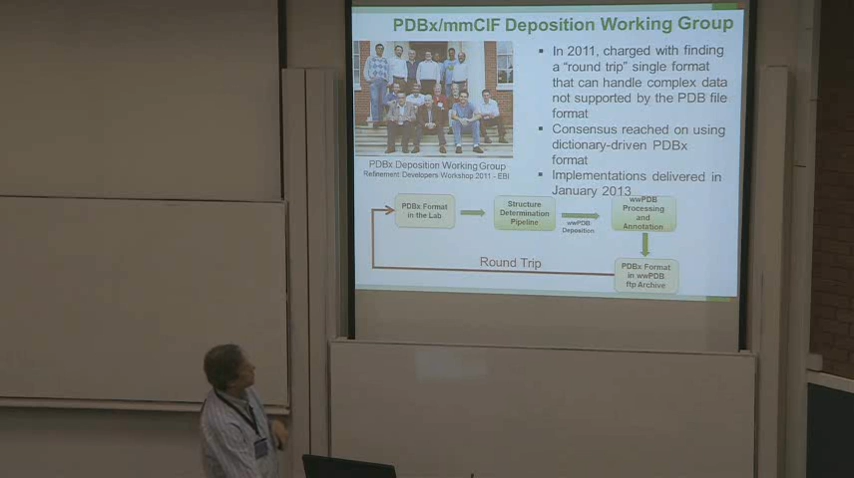 PDBx/mmCIF Deposition Working Group
▪ In 2011, charged with finding
a "round trip" single format
that can handle complex data
not supported by the PDB file
format
▪ Consensus reached on using
dictionary-driven PDBx
format
▪ Implementations delivered in
January 2013
PDBx Deposition Working Group
Refinement Developers Workshop 2011 - EBI
PDBx Format
in the Lab
Structure
Determination
Pipeline
wwPDB
Deposition
wwPDB
Processing
and
Annotation
Round Trip
PDBx Format
in wwPDB
ftp Archive